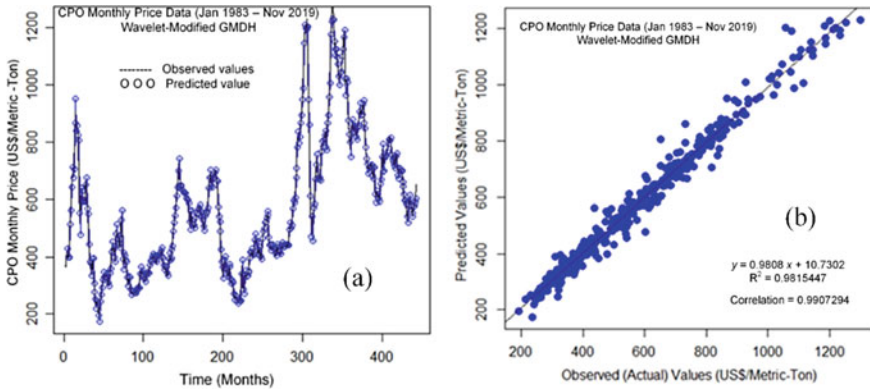 CPO Monthly Price Data (Jan 1983 – Nov 2019)
Wavelet-Modified GMDH
------- Observed values
O O O Predicted value
CPO Monthly Price (US$/Metric -Ton)
200
400
600
800
1000
1200
(a)
0
100
200
300
400
Time (Months)
CPO Monthly Price Data (Jan 1983 – Nov 2019)
Wavelet-Modified GMDH
Predicted Values (US$/Metric-Ton)
200
400
600
800
1000
1200
(b)
y = 0.9808 x + 10.7302
R² = 0.9815447
Correlation = 0.9907294
200
400
600
800
1000
1200
Observed (Actual) Values (US$/Metric-Ton)